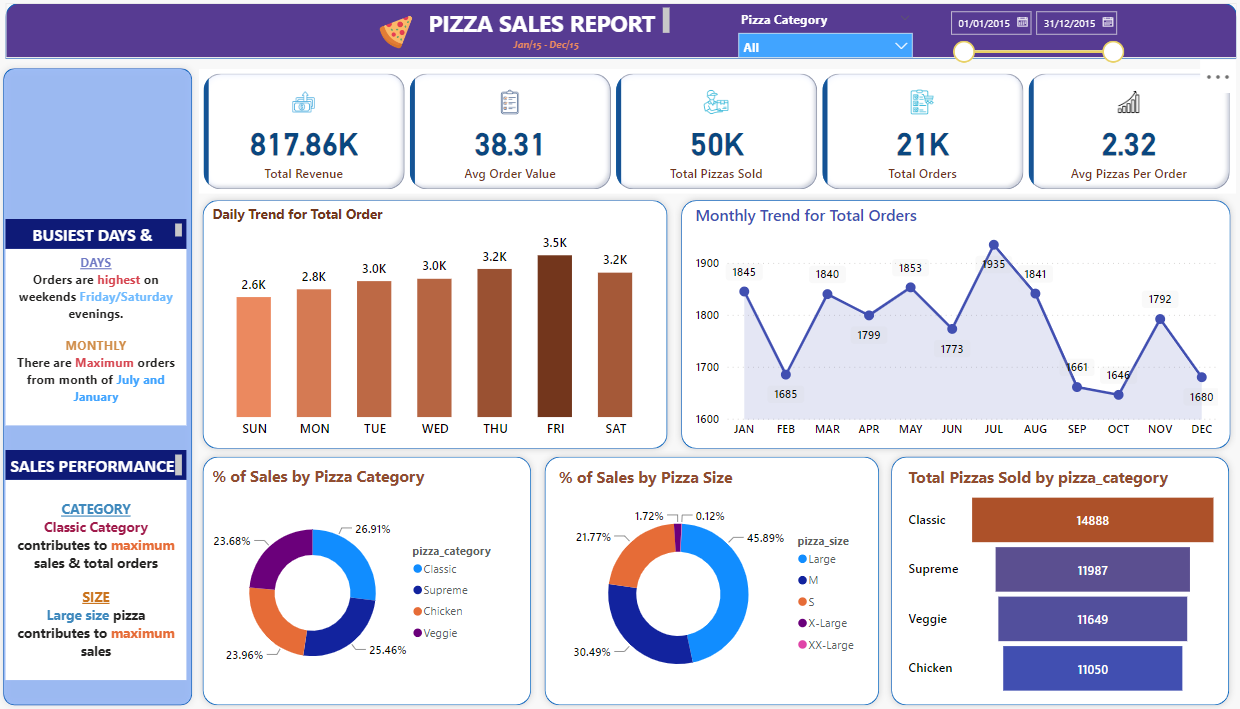 PIZZA SALES REPORT
Jan/15 - Dec/15
Pizza Category
All
01/01/2015
31/12/2015
817.86K
Total Revenue
38.31
Avg Order Value
50K
Total Pizzas Sold
21K
Total Orders
2.32
Avg Pizzas Per Order
BUSIEST DAYS &
DAYS
Orders are highest on
weekends Friday/Saturday
evenings.
MONTHLY
There are Maximum orders
from month of July and
January
SALES PERFORMANCE
CATEGORY
Classic Category
contributes to maximum
sales & total orders
SIZE
Large size pizza
contributes to maximum
sales
Daily Trend for Total Order
2.6K
2.8K
3.0K
3.0K
3.2K
3.5K
3.2K
SUN
MON
TUE
WED
THU
FRI
SAT
Monthly Trend for Total Orders
1900
1800
1700
1600
1845
1685
1840
1799
1853
1773
1935
1841
1661
1646
1792
1680
JAN
FEB
MAR
APR
MAY
JUN
JUL
AUG
SEP
OCT
NOV
DEC
% of Sales by Pizza Category
26.91%
25.46%
23.96%
23.68%
pizza_category
Classic
Supreme
Chicken
Veggie
% of Sales by Pizza Size
1.72%
0.12%
21.77%
45.89%
30.49%
pizza_size
Large
M
S
X-Large
XX-Large
Total Pizzas Sold by pizza_category
Classic
14888
Supreme
11987
Veggie
11649
Chicken
11050